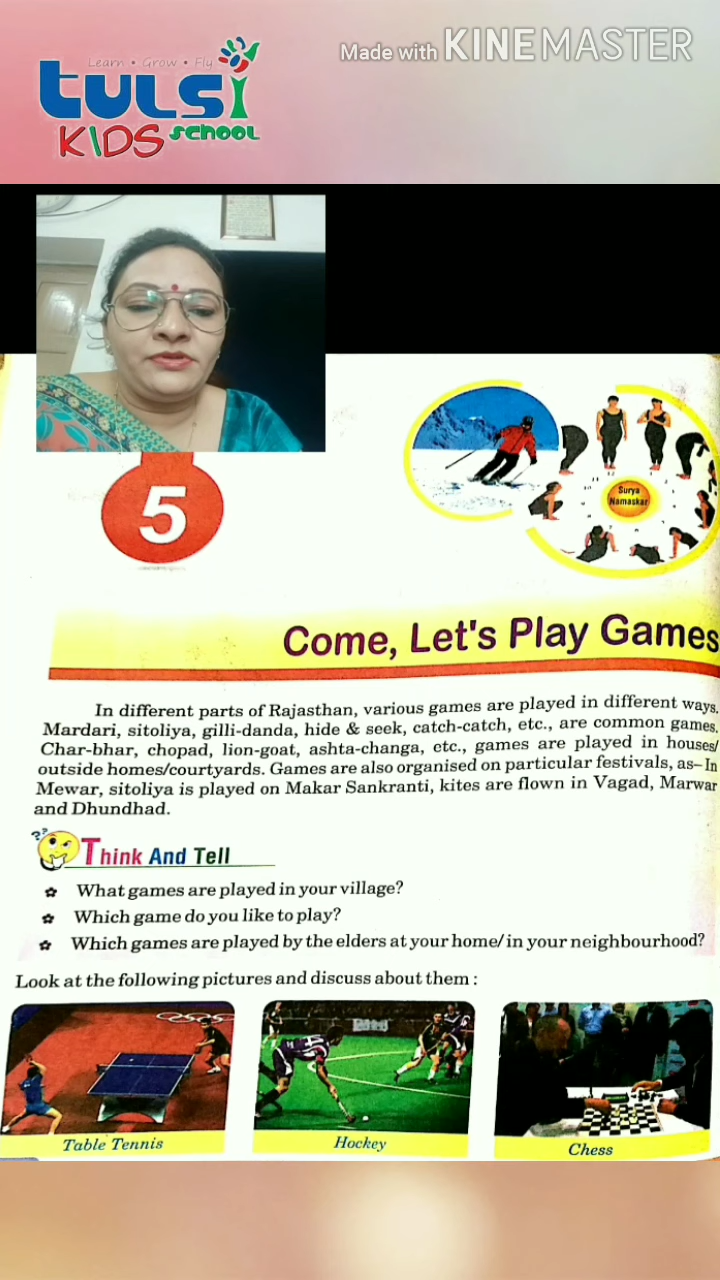 Made with KINEMASTER
Learn • Grow • Fly
tulsi
KIDS school
5
Surya
Namaskar
Come, Let's Play Games
In different parts of Rajasthan, various games are played in different ways.
Mardari, sitoliya, gilli-danda, hide & seek, catch-catch, etc., are common games.
Char-bhar, chopad, lion-goat, ashta-changa, etc., games are played in houses/
outside homes/courtyards. Games are also organised on particular festivals, as–In
Mewar, sitoliya is played on Makar Sankranti, kites are flown in Vagad, Marwar
and Dhundhad.
??
Think And Tell
What games are played in your village?
Which game do you like to play?
Which games are played by the elders at your home/in your neighbourhood?
Look at the following pictures and discuss about them :
Table Tennis
Hockey
Chess